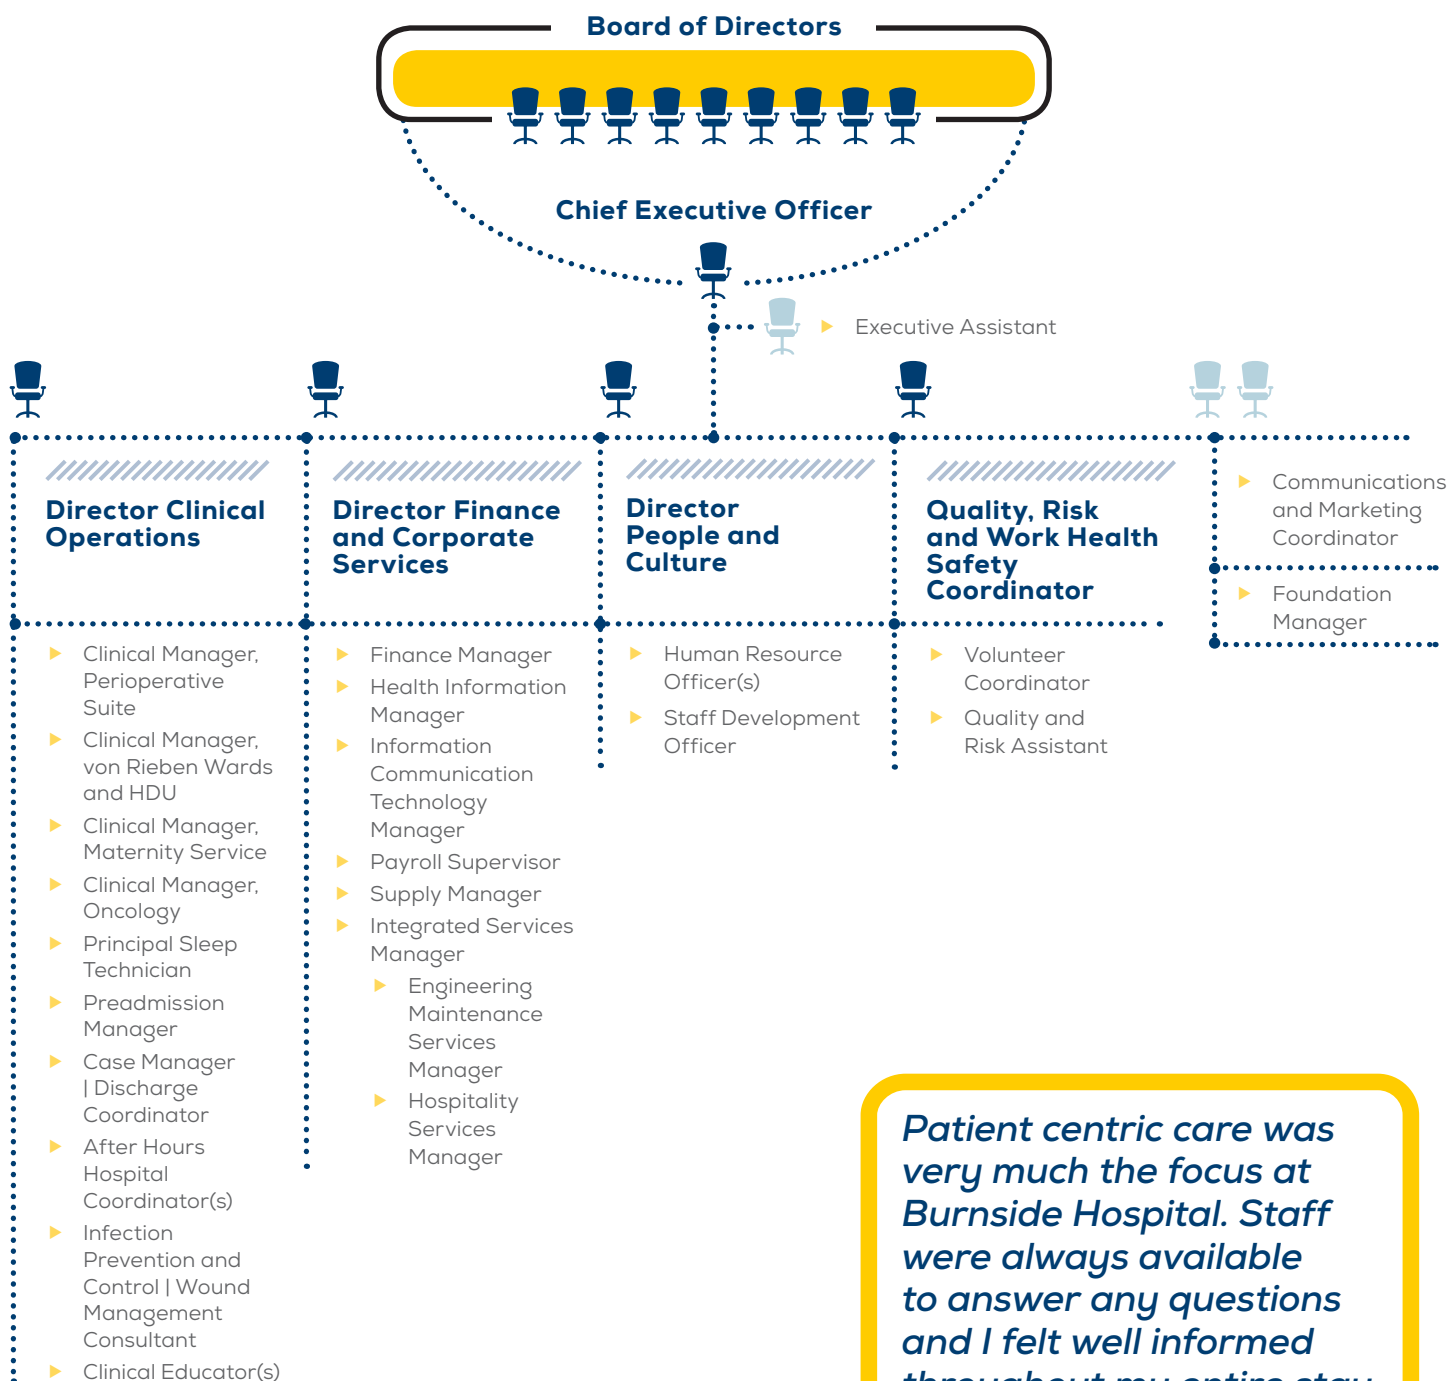 Board of Directors
Chief Executive Officer
Executive Assistant
Director Clinical
Operations
Clinical Manager,
Perioperative
Suite
Clinical Manager,
von Rieben Wards
and HDU
Clinical Manager,
Maternity Service
Clinical Manager,
Oncology
Principal Sleep
Technician
Preadmission
Manager
Case Manager
| Discharge
Coordinator
After Hours
Hospital
Coordinator(s)
Infection
Prevention and
Control | Wound
Management
Consultant
Clinical Educator(s)
Director Finance
and Corporate
Services
Finance Manager
Health Information
Manager
Information
Communication
Technology
Manager
Payroll Supervisor
Supply Manager
Integrated Services
Manager
Engineering
Maintenance
Services
Manager
Hospitality
Services
Manager
Director
People and
Culture
Human Resource
Officer(s)
Staff Development
Officer
Quality, Risk
and Work Health
Safety
Coordinator
Volunteer
Coordinator
Quality and
Risk Assistant
Communications
and Marketing
Coordinator
Foundation
Manager
Patient centric care was
very much the focus at
Burnside Hospital. Staff
were always available
to answer any questions
and I felt well informed
throughout my entire stay